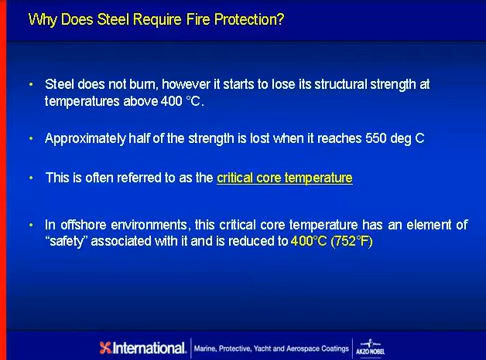 Why Does Steel Require Fire Protection?
• Steel does not burn, however it starts to lose its structural strength at
temperatures above 400 °C.
• Approximately half of the strength is lost when it reaches 550 deg C
• This is often referred to as the critical core temperature
• In offshore environments, this critical core temperature has an element of
“safety” associated with it and is reduced to 400°C (752°F)
International. Marine, Protective, Yacht and Aerospace Coatings AKZO NOBEL